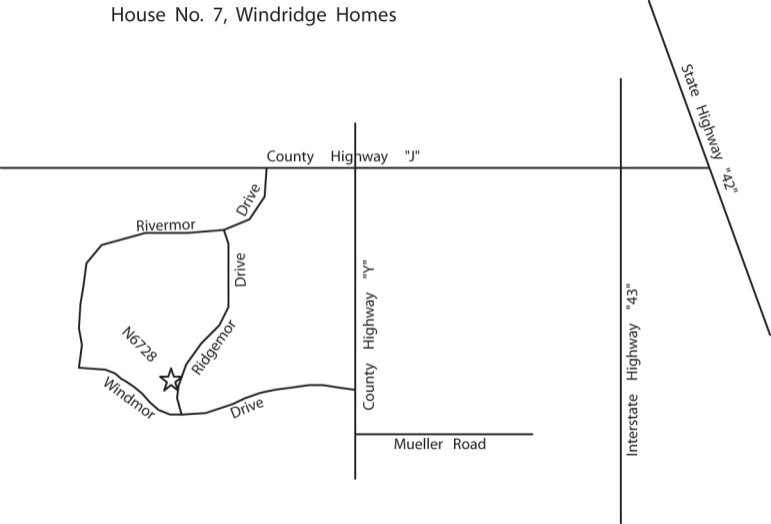 House No. 7, Windridge Homes
State Highway "42"
County Highway "J"
Rivermor Drive
Ridgemor Drive
N6728
Windmor Drive
County Highway "Y"
Interstate Highway "43"
Mueller Road